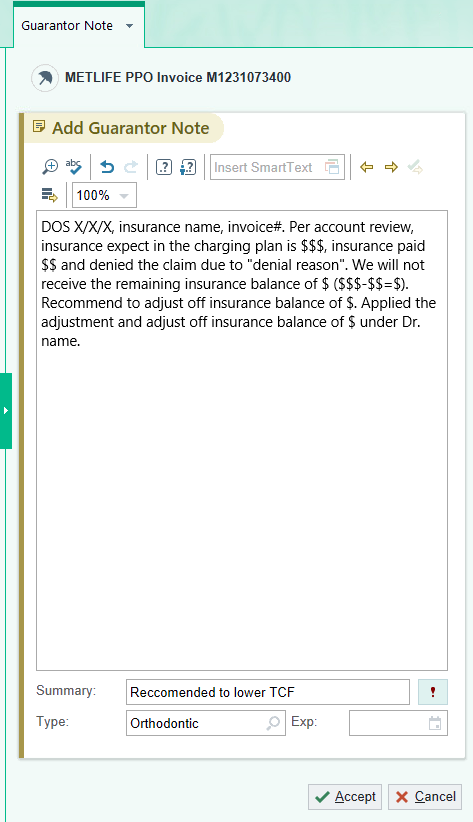 Guarantor Note
METLIFE PPO Invoice M1231073400
Add Guarantor Note
abc
? ?
Insert SmartText
100%
DOS X/X/X, insurance name, invoice#. Per account review,
insurance expect in the charging plan is $$$, insurance paid
$$ and denied the claim due to "denial reason". We will not
receive the remaining insurance balance of $ ($$$-$$=$).
Recommend to adjust off insurance balance of $. Applied the
adjustment and adjust off insurance balance of $ under Dr.
name.
Summary: Reccomended to lower TCF !
Type: Orthodontic Exp:
Accept Cancel